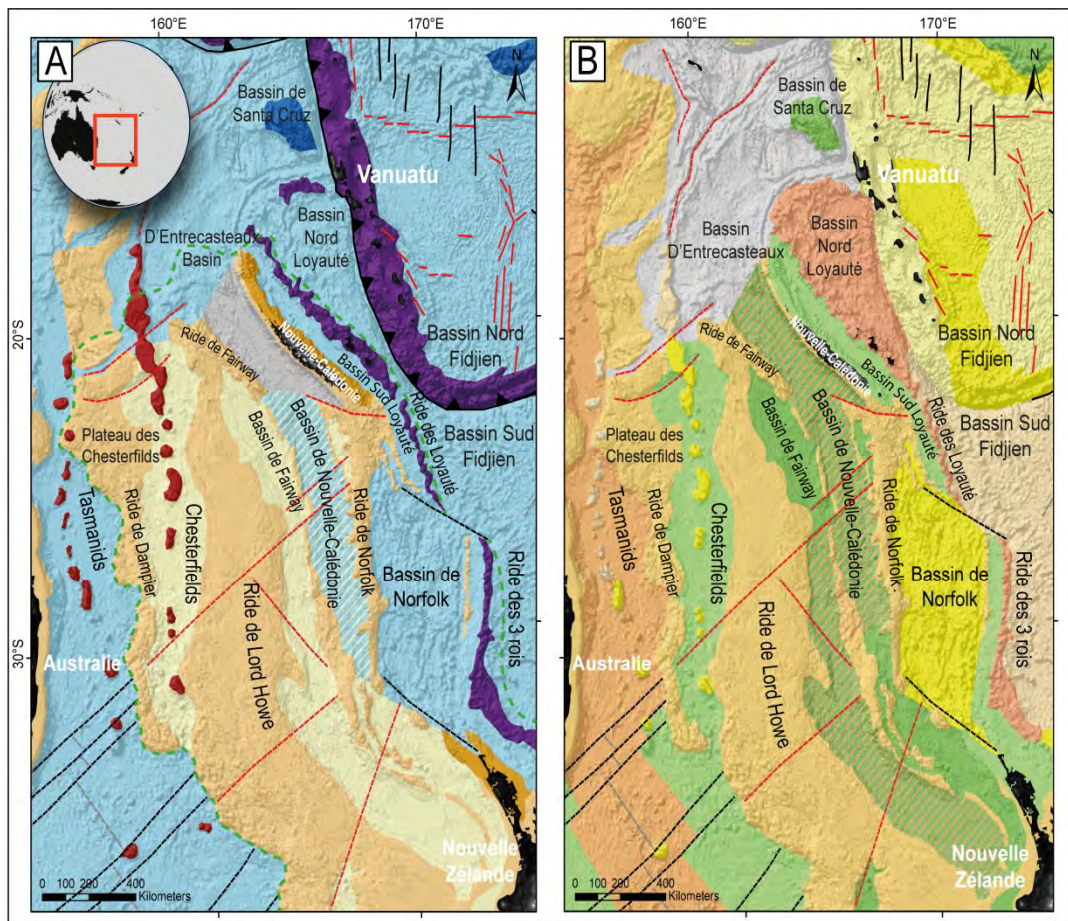 160°E
170°E
160°E
170°E
A
N
Bassin de
Santa Cruz
Vanuatu
D'Entrecasteaux
Basin
Bassin
Nord
Loyauté
20°S
Ride de Fairway
Nouvelle-Calédonie
Bassin Sud Loyauté
Ride des Loyauté
Bassin Nord
Fidjien
Bassin Sud
Fidjien
Plateau des
Chesterfilds
Tasmanids
Ride de Dampier
Chesterfields
Bassin de Fairway
Bassin de Nouvelle-Calédonie
Ride de Norfolk
Bassin de
Norfolk
Ride des 3 rois
Ride de Lord Howe
30°S
Australie
Nouvelle
Zélande
0 200 400
Kilometers
B
N
Vanuatu
Bassin
D'Entrecasteaux
Bassin
Nord
Loyauté
Ride de Fairway
Nouvelle-Calédonie
Bassin Sud Loyauté
Ride des Loyauté
Bassin Nord
Fidjien
Bassin Sud
Fidjien
Plateau des
Chesterfilds
Tasmanids
Ride de Dampier
Chesterfields
Bassin de Fairway
Bassin de Nouvelle-Calédonie
Ride de Norfolk
Bassin de
Norfolk
Ride des 3 rois
Ride de Lord Howe
Australie
Nouvelle
Zélande
0 200 400
Kilometers
Bassin de
Santa Cruz